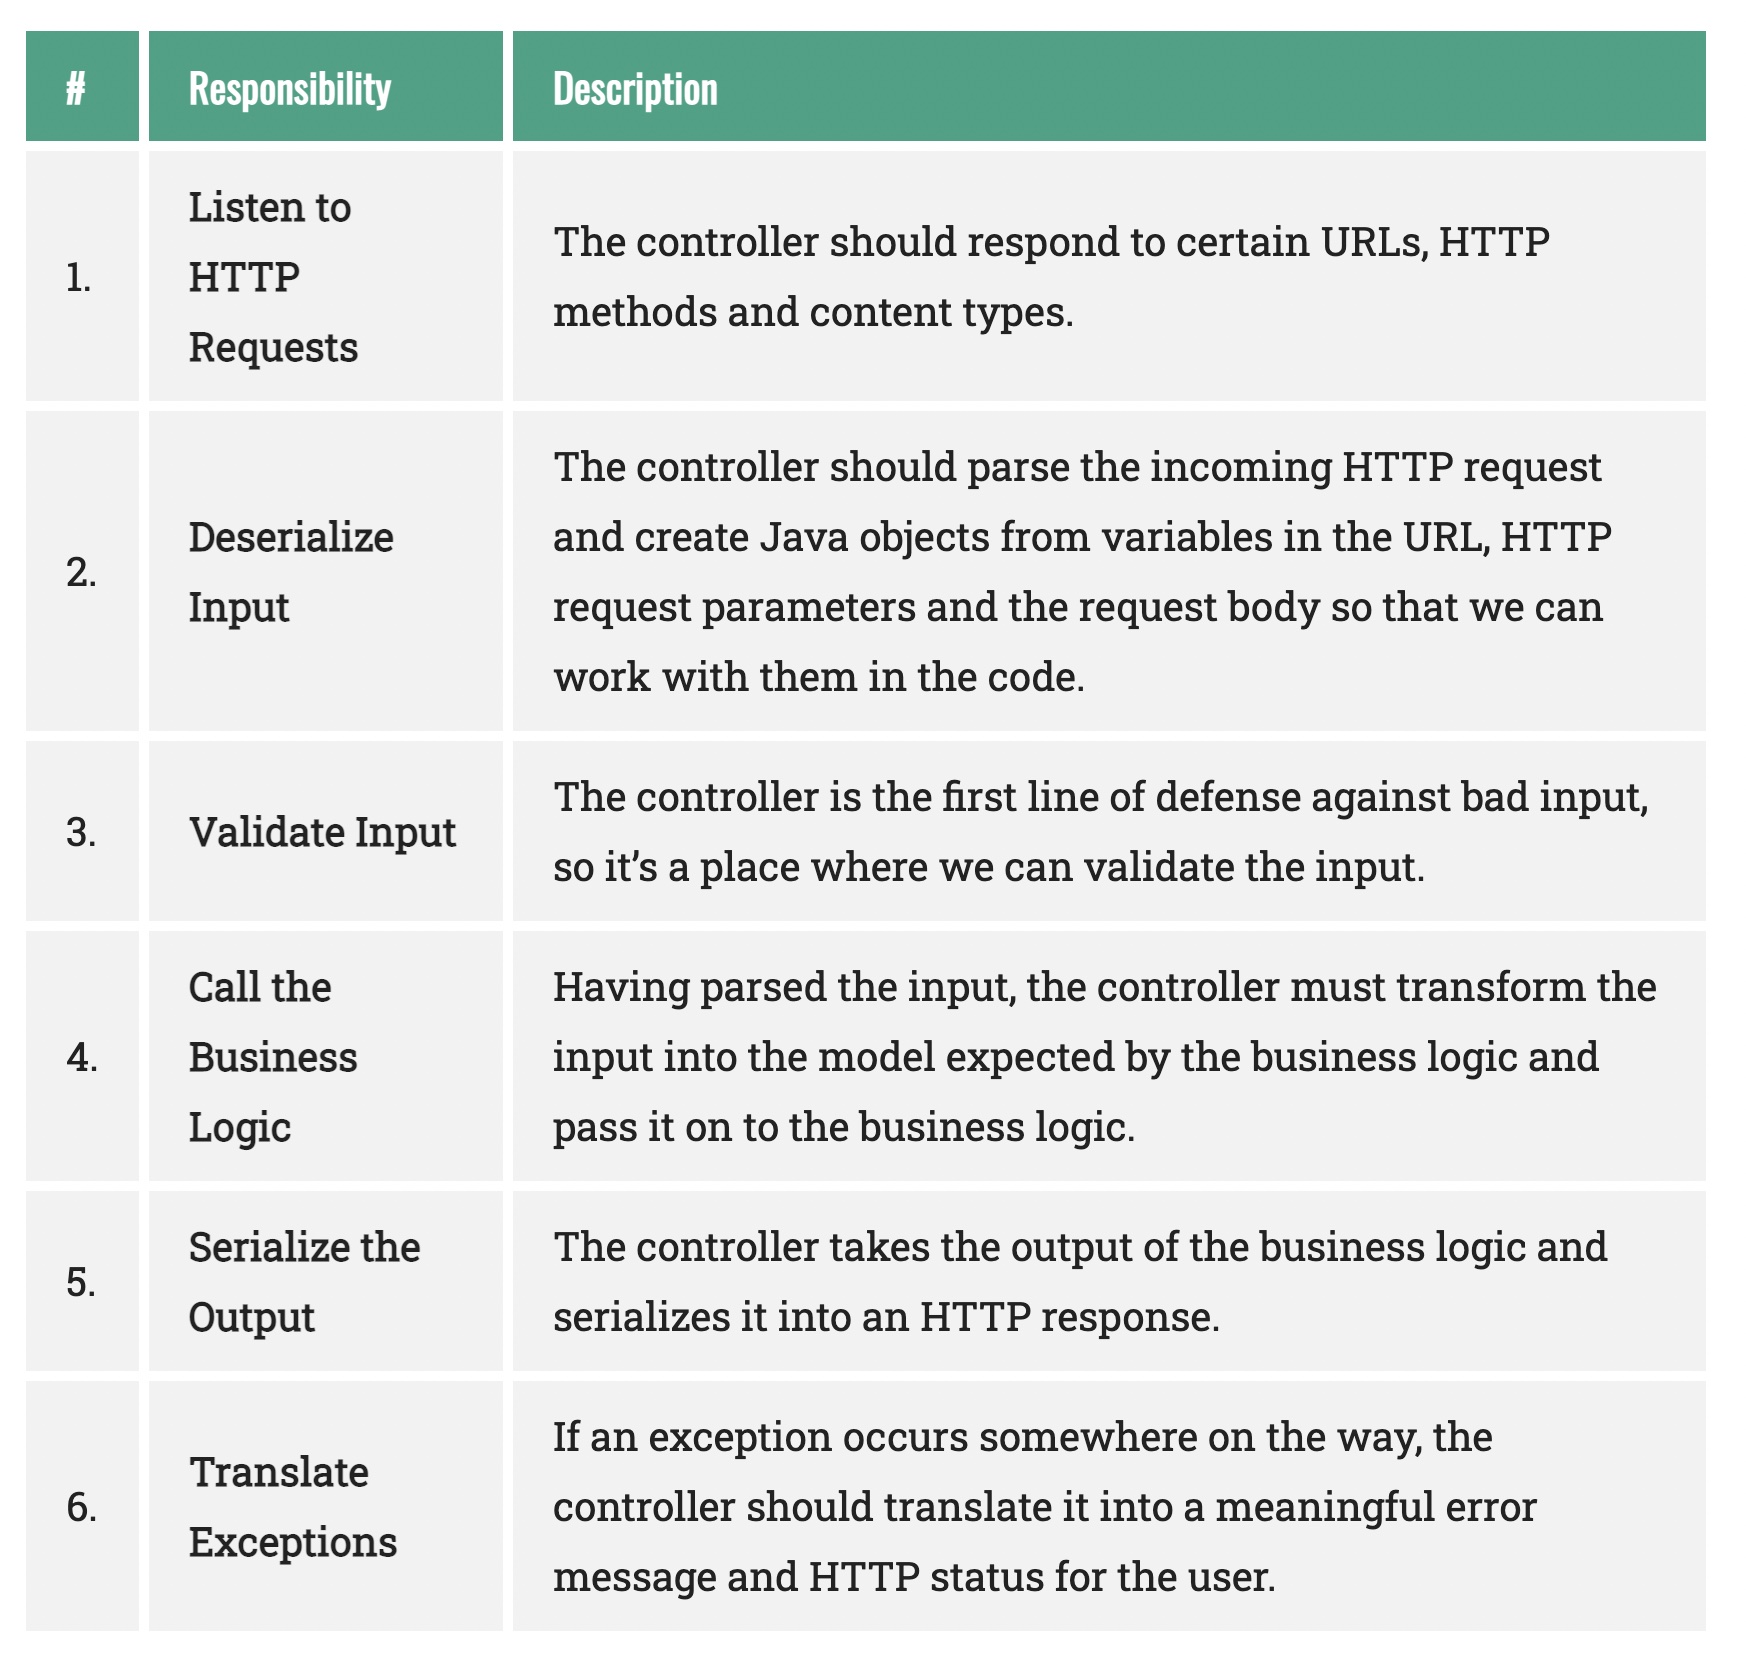 #
Responsibility
Description
1.
Listen to
HTTP
Requests
The controller should respond to certain URLs, HTTP
methods and content types.
2.
Deserialize
Input
The controller should parse the incoming HTTP request
and create Java objects from variables in the URL, HTTP
request parameters and the request body so that we can
work with them in the code.
3.
Validate Input
The controller is the first line of defense against bad input,
so it’s a place where we can validate the input.
4.
Call the
Business
Logic
Having parsed the input, the controller must transform the
input into the model expected by the business logic and
pass it on to the business logic.
5.
Serialize the
Output
The controller takes the output of the business logic and
serializes it into an HTTP response.
6.
Translate
Exceptions
If an exception occurs somewhere on the way, the
controller should translate it into a meaningful error
message and HTTP status for the user.